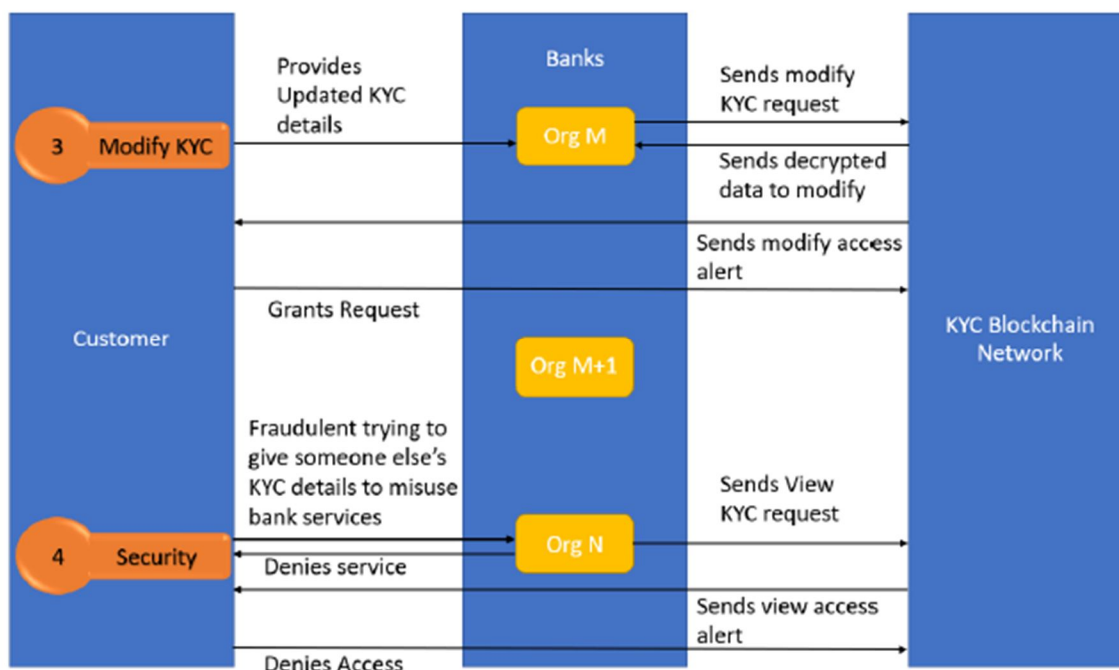 Banks
Provides
Updated KYC
details
Sends modify
KYC request
3
Modify KYC
Org M
Sends decrypted
data to modify
Sends modify access
alert
Grants Request
Customer
KYC Blockchain
Network
Org M+1
Fraudulent trying to
give someone else's
KYC details to misuse
bank services
Sends View
KYC request
4
Security
Org N
Denies service
Sends view access
alert
Denies Access